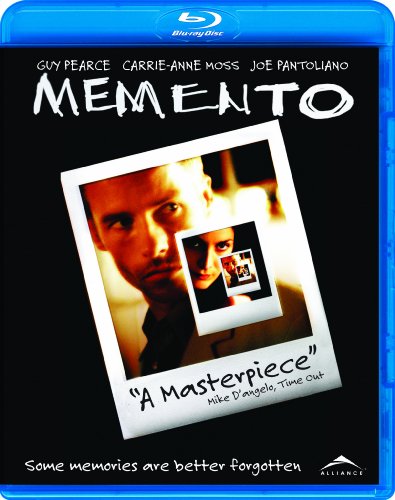 Blu-ray Disc
GUY PEARCE CARRIE-ANNE MOSS JOE PANTOLIANO
MEMENTO
"A Masterpiece"
Mike D'angelo, Time Out
Some memories are better forgotten
ALLIANCE